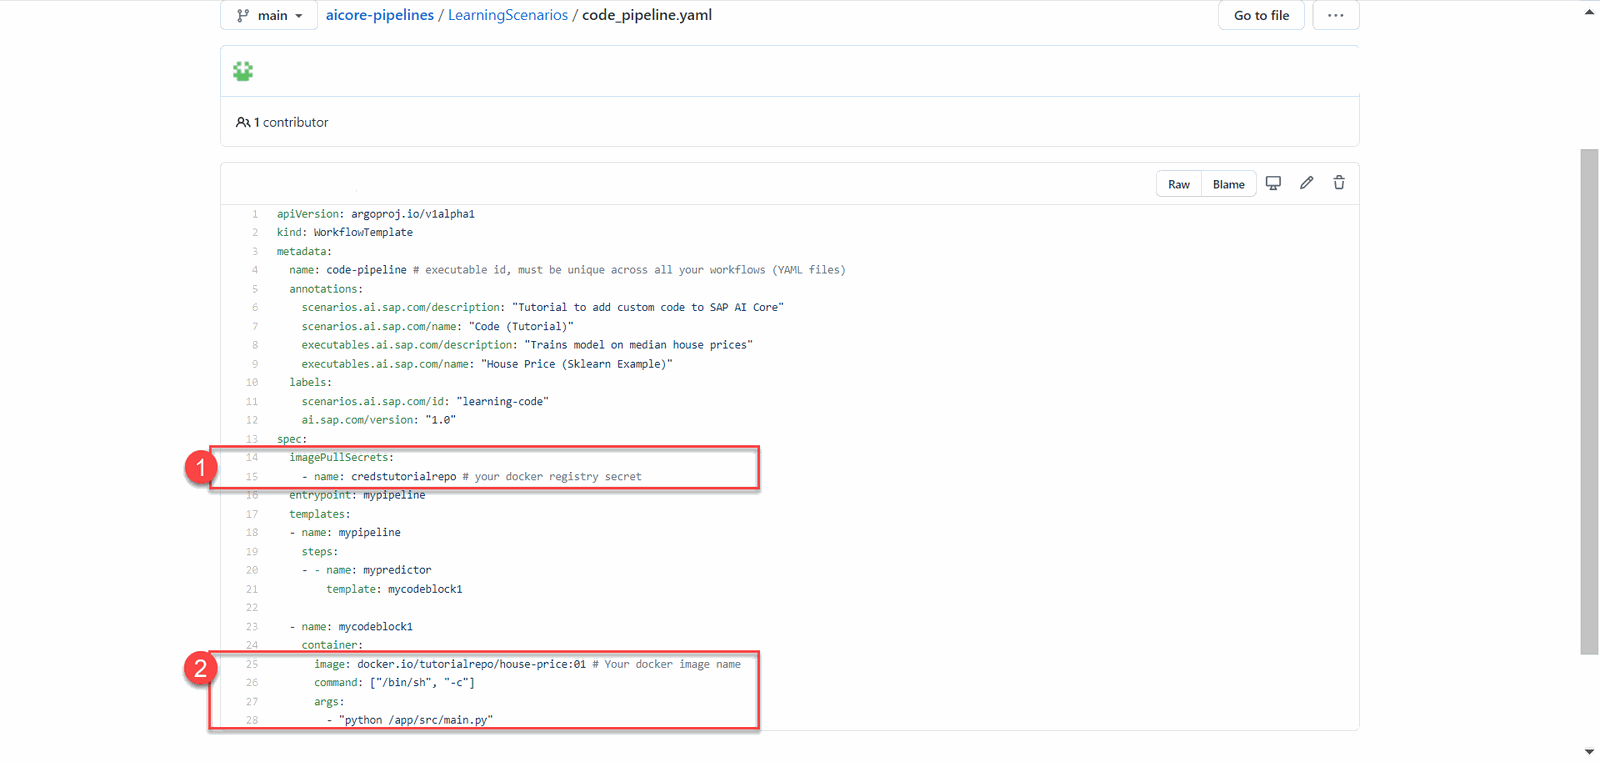 main aicore-pipelines / LearningScenarios / code_pipeline.yaml Go to file ...
1 contributor
Raw Blame
1 apiVersion: argoproj.io/v1alpha1
2 kind: WorkflowTemplate
3 metadata:
4 name: code-pipeline # executable id, must be unique across all your workflows (YAML files)
5 annotations:
6 scenarios.ai.sap.com/description: "Tutorial to add custom code to SAP AI Core"
7 scenarios.ai.sap.com/name: "Code (Tutorial)"
8 executables.ai.sap.com/description: "Trains model on median house prices"
9 executables.ai.sap.com/name: "House Price (Sklearn Example)"
10 labels:
11 scenarios.ai.sap.com/id: "learning-code"
12 ai.sap.com/version: "1.0"
13 spec:
14 imagePullSecrets:
1
15 - name: credstutorialrepo # your docker registry secret
16 entrypoint: mypipeline
17 templates:
18 - name: mypipeline
19 steps:
20 - - name: mypredictor
21 template: mycodeblock1
22
23 - name: mycodeblock1
24 container:
2
25 image: docker.io/tutorialrepo/house-price:01 # Your docker image name
26 command: ["/bin/sh", "-c"]
27 args:
28 - "python /app/src/main.py"